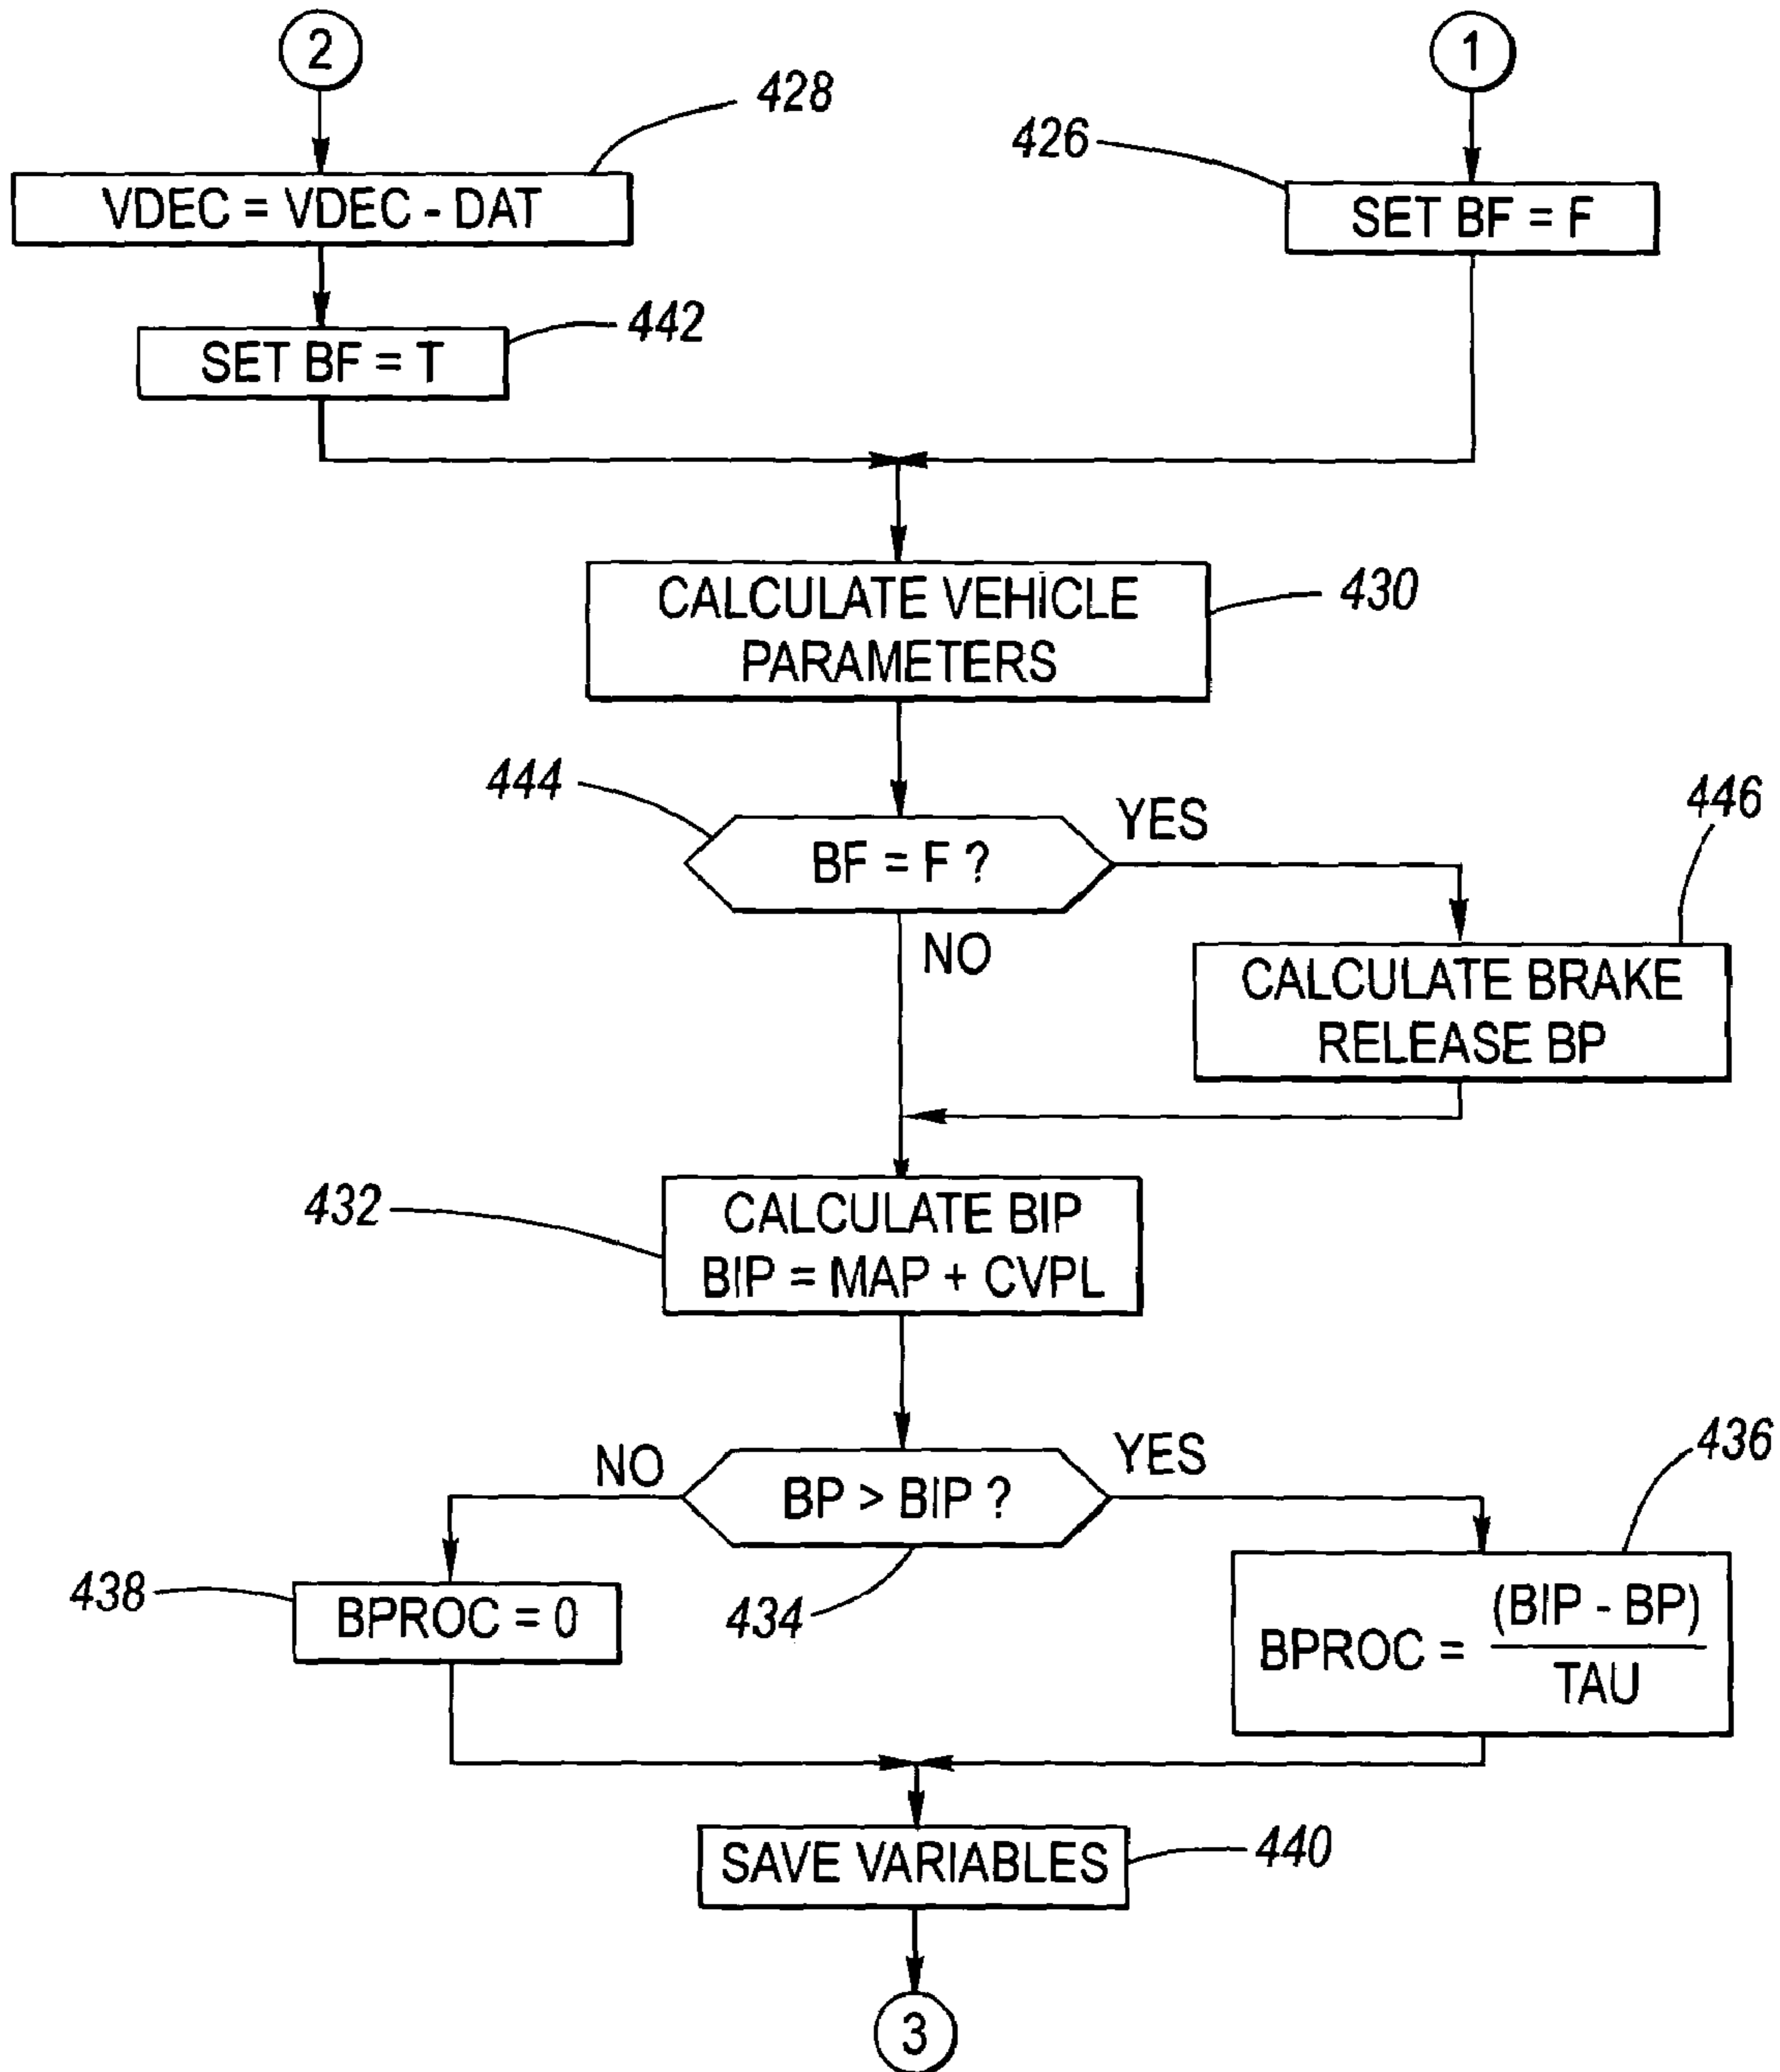 2
1
428
426
VDEC = VDEC - DAT
SET BF = F
442
SET BF = T
CALCULATE VEHICLE
PARAMETERS
430
444
YES
446
BF = F ?
NO
CALCULATE BRAKE
RELEASE BP
432
CALCULATE BIP
BIP = MAP + CVPL
NO
YES
436
BP > BIP ?
438
BPROC = 0
434
BPROC = (BIP - BP)
TAU
SAVE VARIABLES
440
3